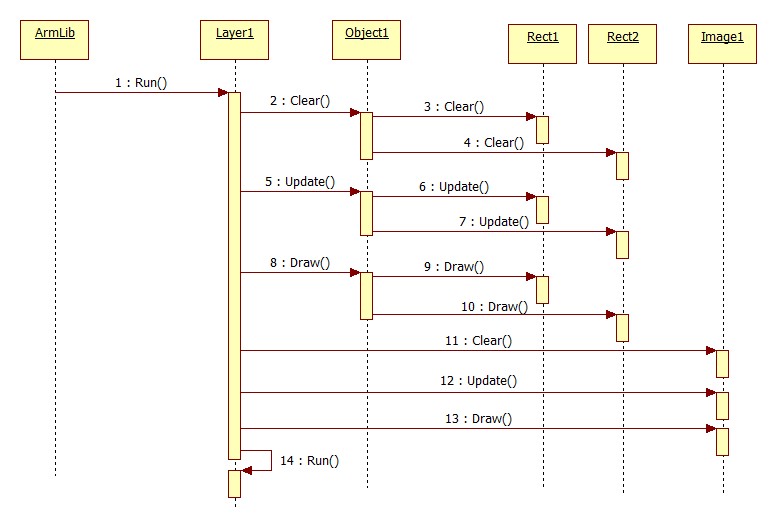 ArmLib
Layer1
Object1
Rect1
Rect2
Image1
1 : Run()
2 : Clear()
3 : Clear()
4 : Clear()
5 : Update()
6 : Update()
7 : Update()
8 : Draw()
9 : Draw()
10 : Draw()
11 : Clear()
12 : Update()
13 : Draw()
14 : Run()